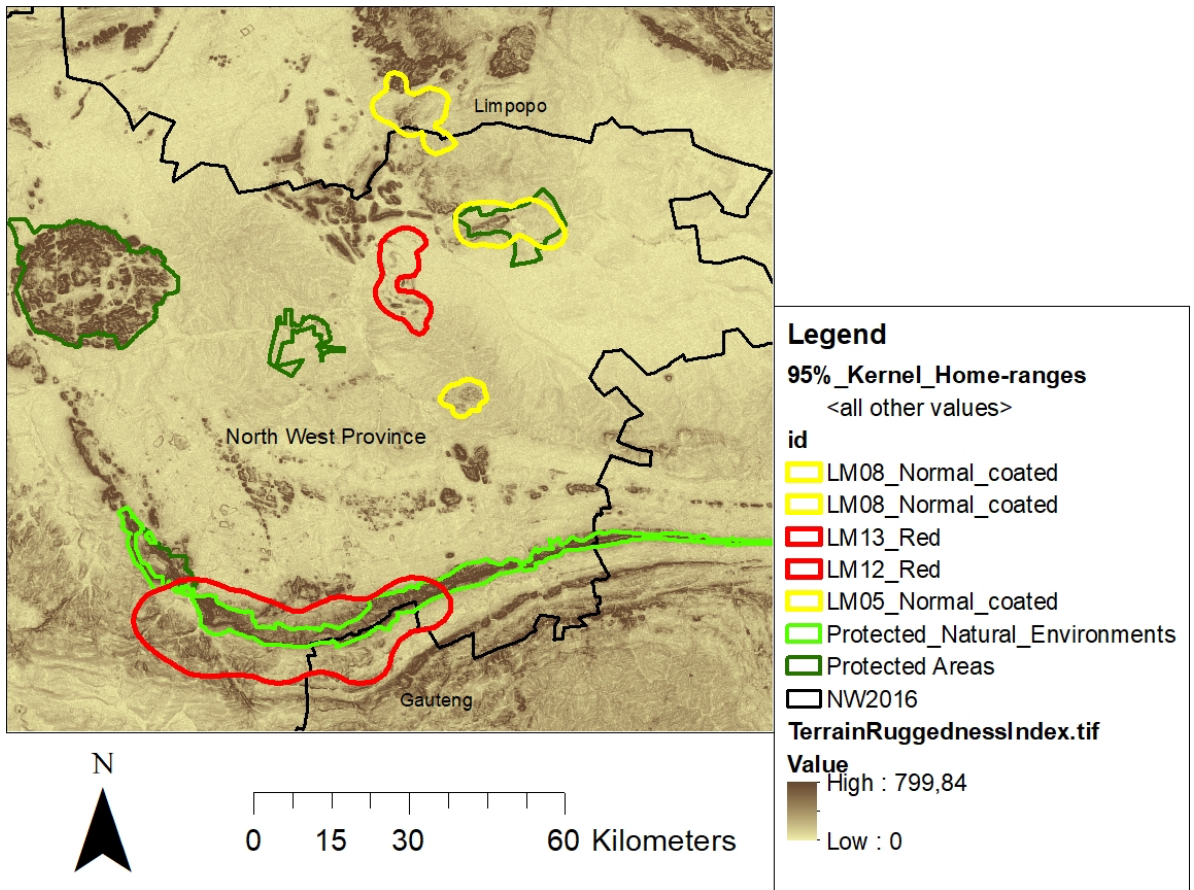 Limpopo
North West Province
Gauteng
N
0 15 30 60 Kilometers
Legend
95%_Kernel_Home-ranges
<all other values>
id
LM08_Normal_coated
LM08_Normal_coated
LM13_Red
LM12_Red
LM05_Normal_coated
Protected_Natural_Environments
Protected Areas
NW2016
TerrainRuggednessIndex.tif
Value
High : 799,84
Low : 0